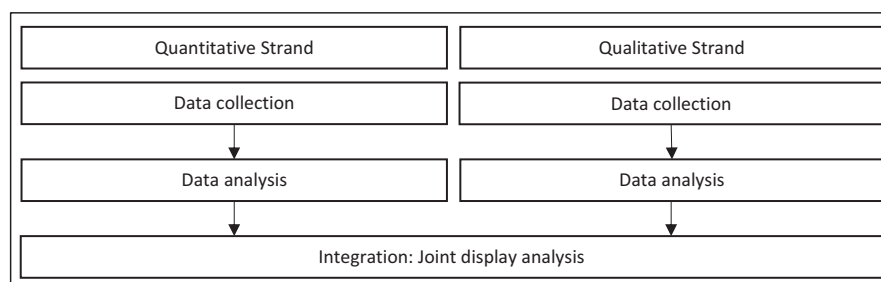 Quantitative Strand
Qualitative Strand
Data collection
Data collection
Data analysis
Data analysis
Integration: Joint display analysis